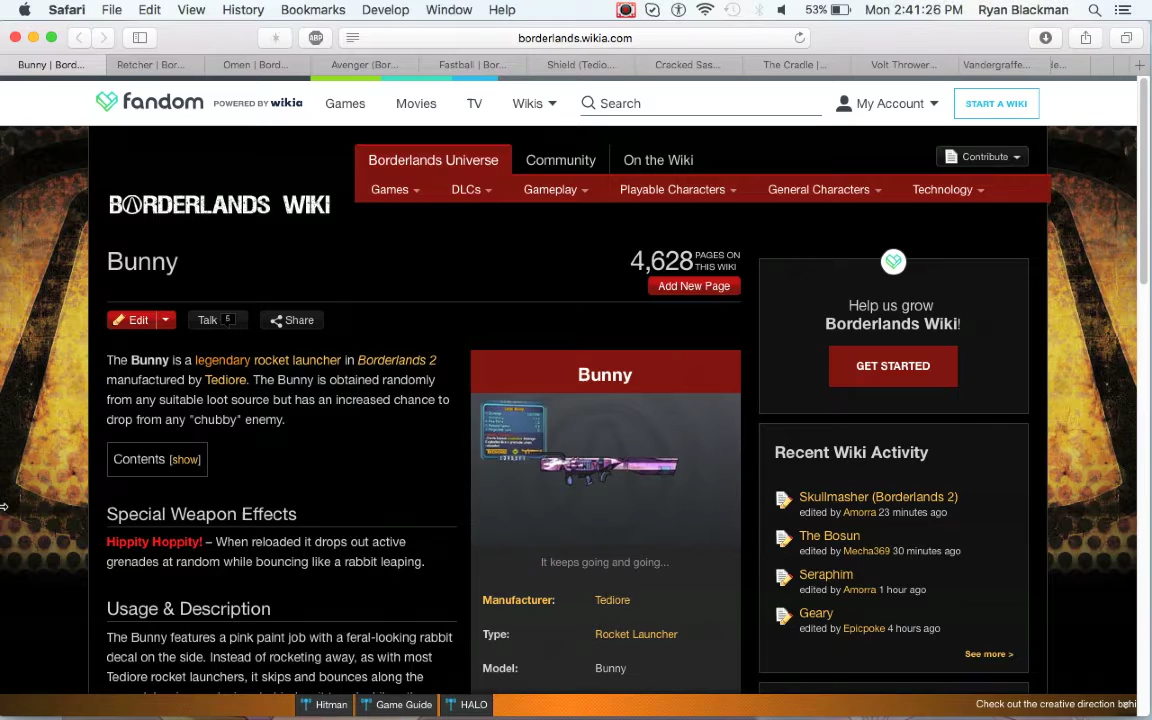 Safari File Edit View History Bookmarks Develop Window Help 53% Mon 2:41:26 PM Ryan Blackman
ABP borderlands.wikia.com
Bunny | Bord... Retcher | Bor... Omen | Bord... Avenger (Bor... Fastball | Bor... Shield (Tedio... Cracked Sas... The Cradle |... Volt Thrower... Vandergraffe...
fandom POWERED BY wikia Games Movies TV Wikis Search My Account START A WIKI
Borderlands Universe Community On the Wiki Contribute
Games DLCs Gameplay Playable Characters General Characters Technology
BORDERLANDS WIKI
Bunny
4,628 PAGES ON THIS WIKI
Add New Page
Edit Talk 5 Share
The Bunny is a legendary rocket launcher in Borderlands 2
manufactured by Tediore. The Bunny is obtained randomly
from any suitable loot source but has an increased chance to
drop from any "chubby" enemy.
Contents [show]
Special Weapon Effects
Hippity Hoppity! – When reloaded it drops out active
grenades at random while bouncing like a rabbit leaping.
Usage & Description
The Bunny features a pink paint job with a feral-looking rabbit
decal on the side. Instead of rocketing away, as with most
Tediore rocket launchers, it skips and bounces along the
Bunny
It keeps going and going...
Manufacturer: Tediore
Type: Rocket Launcher
Model: Bunny
Help us grow
Borderlands Wiki!
GET STARTED
Recent Wiki Activity
Skullmasher (Borderlands 2)
edited by Amorra 23 minutes ago
The Bosun
edited by Mecha369 30 minutes ago
Seraphim
edited by Amorra 1 hour ago
Geary
edited by Epicpoke 4 hours ago
See more >
Hitman Game Guide HALO Check out the creative direction